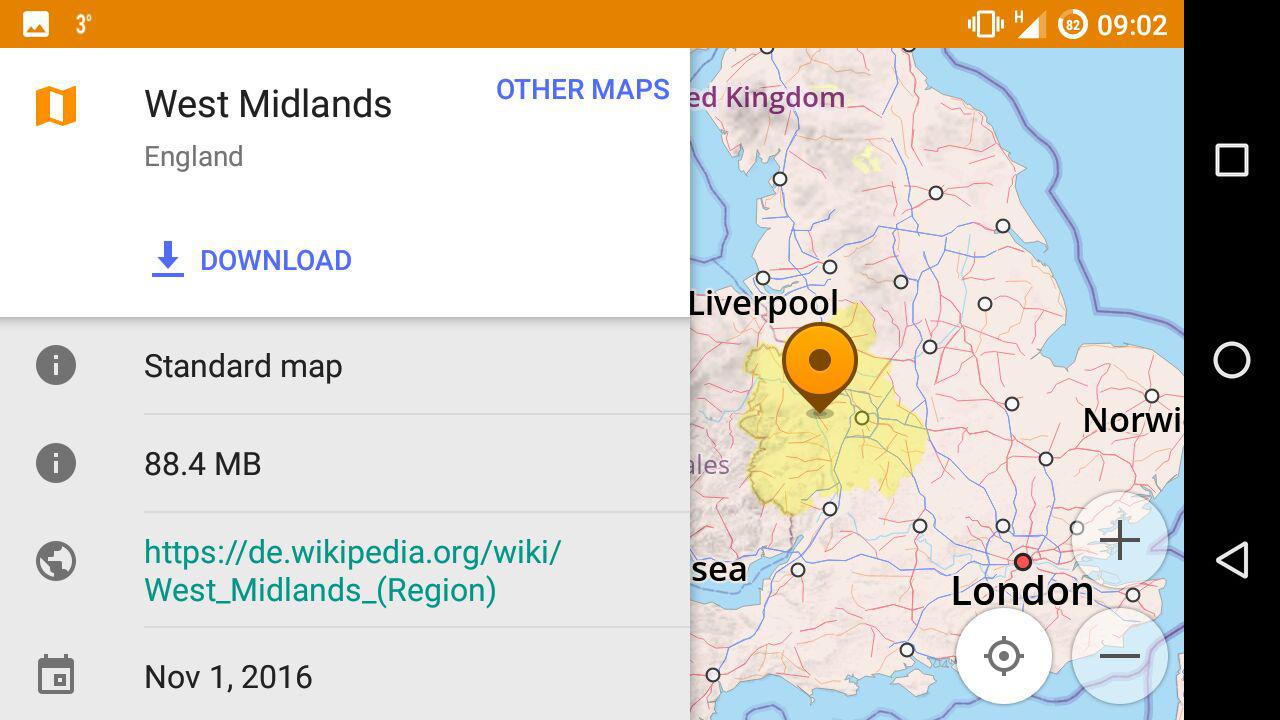 3°
H
82
09:02
West Midlands
OTHER MAPS
England
DOWNLOAD
Standard map
88.4 MB
https://de.wikipedia.org/wiki/
West_Midlands_(Region)
Nov 1, 2016
ed Kingdom
Liverpool
Norwi
ales
sea
London